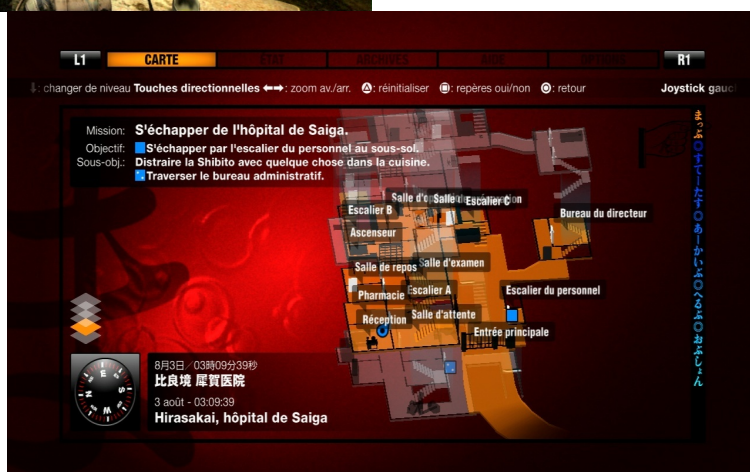 L1 CARTE ÉTAT ARCHIVES AIDE OPTIONS R1
: changer de niveau Touches directionnelles : zoom av./arr. : réinitialiser : repères oui/non : retour Joystick gauc
Mission: S'échapper de l'hôpital de Saiga.
Objectif: S'échapper par l'escalier du personnel au sous-sol.
Sous-obj.: Distraire la Shibito avec quelque chose dans la cuisine.
Traverser le bureau administratif.
Escalier B
Escalier C
Bureau du directeur
Ascenseur
Salle de repos
Salle d'examen
Pharmacie
Escalier A
Escalier du personnel
Réception
Salle d'attente
Entrée principale
8月3日／03時09分39秒
比良境 犀賀医院
3 août - 03:09:39
Hirasakai, hôpital de Saiga
E
S
W
N
まっぷ◎すてーたす◎あーかいぶ◎へるぷ◎おぷしょん